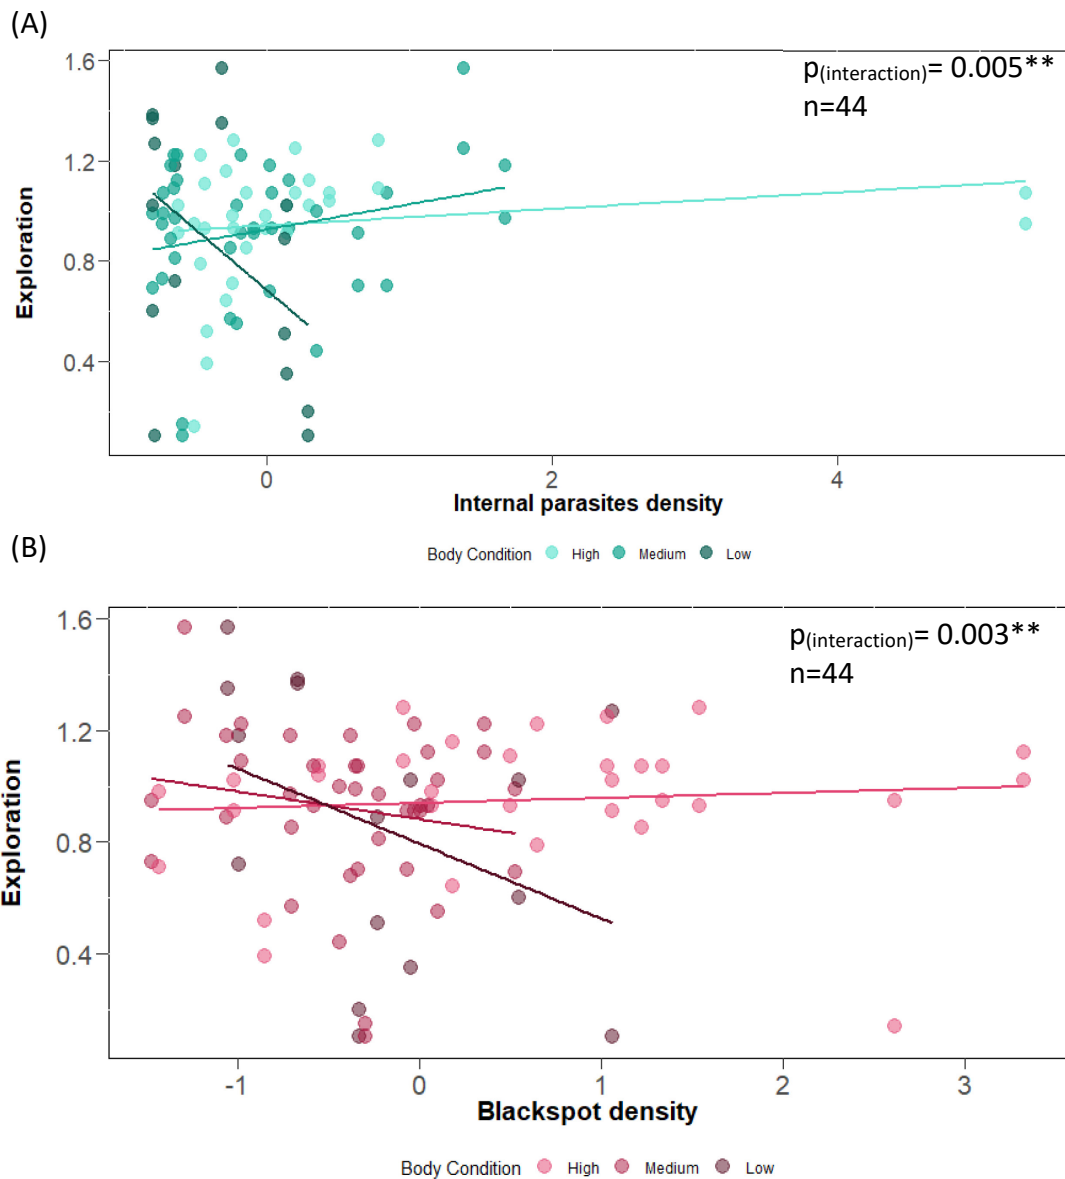 (A)
p(interaction)= 0.005**
n=44
1.6
1.2
0.8
0.4
Exploration
0 2 4
Internal parasites density
Body Condition High Medium Low
(B)
p(interaction)= 0.003**
n=44
1.6
1.2
0.8
0.4
Exploration
-1 0 1 2 3
Blackspot density
Body Condition High Medium Low